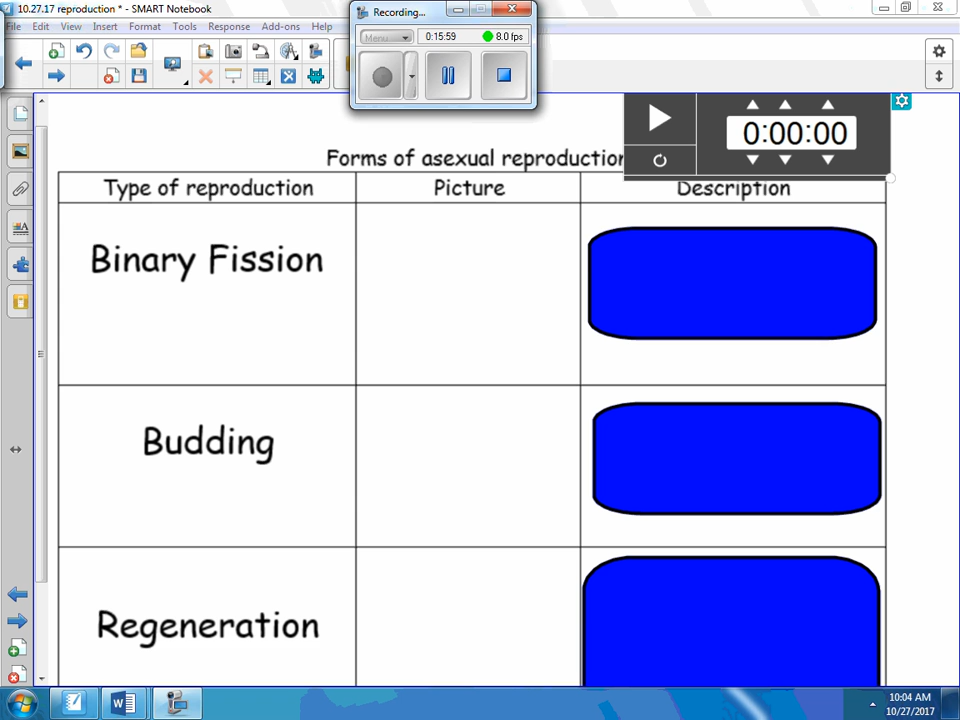 10.27.17 reproduction * - SMART Notebook
Recording...
File Edit View Insert Format Tools Response Add-ons Help
Menu 0:15:59 8.0 fps
0:00:00
Forms of asexual reproduction
Type of reproduction Picture Description
Binary Fission
Budding
Regeneration
10:04 AM
10/27/2017